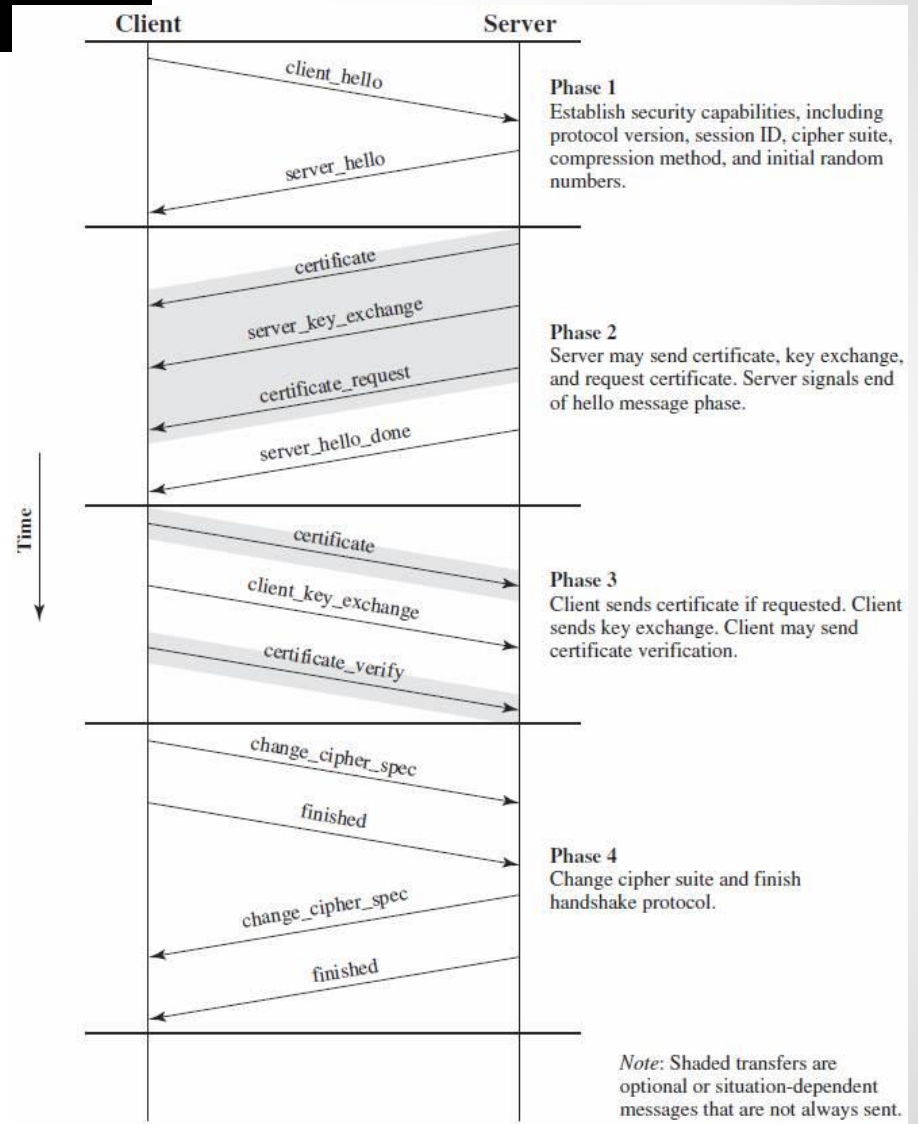 Client
Server
client_hello
server_hello
Phase 1
Establish security capabilities, including
protocol version, session ID, cipher suite,
compression method, and initial random
numbers.
certificate
server_key_exchange
certificate_request
server_hello_done
Phase 2
Server may send certificate, key exchange,
and request certificate. Server signals end
of hello message phase.
Time
certificate
client_key_exchange
certificate_verify
Phase 3
Client sends certificate if requested. Client
sends key exchange. Client may send
certificate verification.
change_cipher_spec
finished
change_cipher_spec
finished
Phase 4
Change cipher suite and finish
handshake protocol.
Note: Shaded transfers are
optional or situation-dependent
messages that are not always sent.